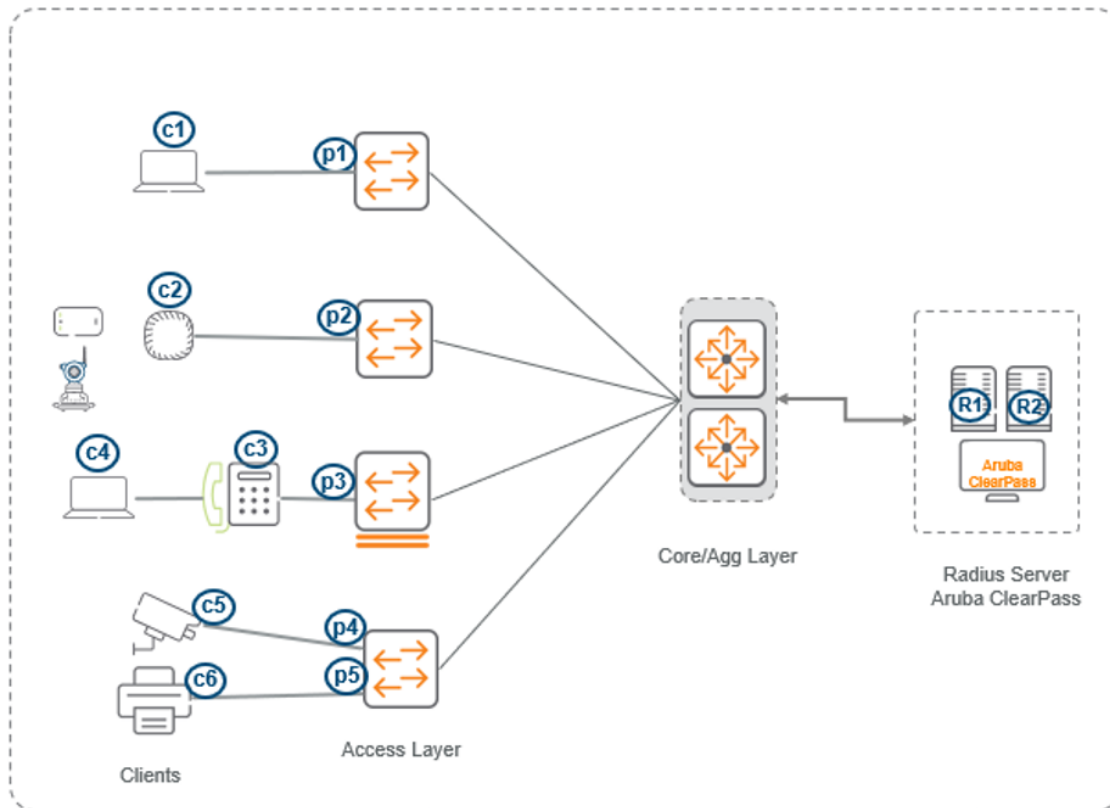 c1
p1
c2
p2
c4
c3
p3
c5
p4
c6
p5
R1
R2
Aruba
ClearPass
Core/Agg Layer
Radius Server
Aruba ClearPass
Access Layer
Clients